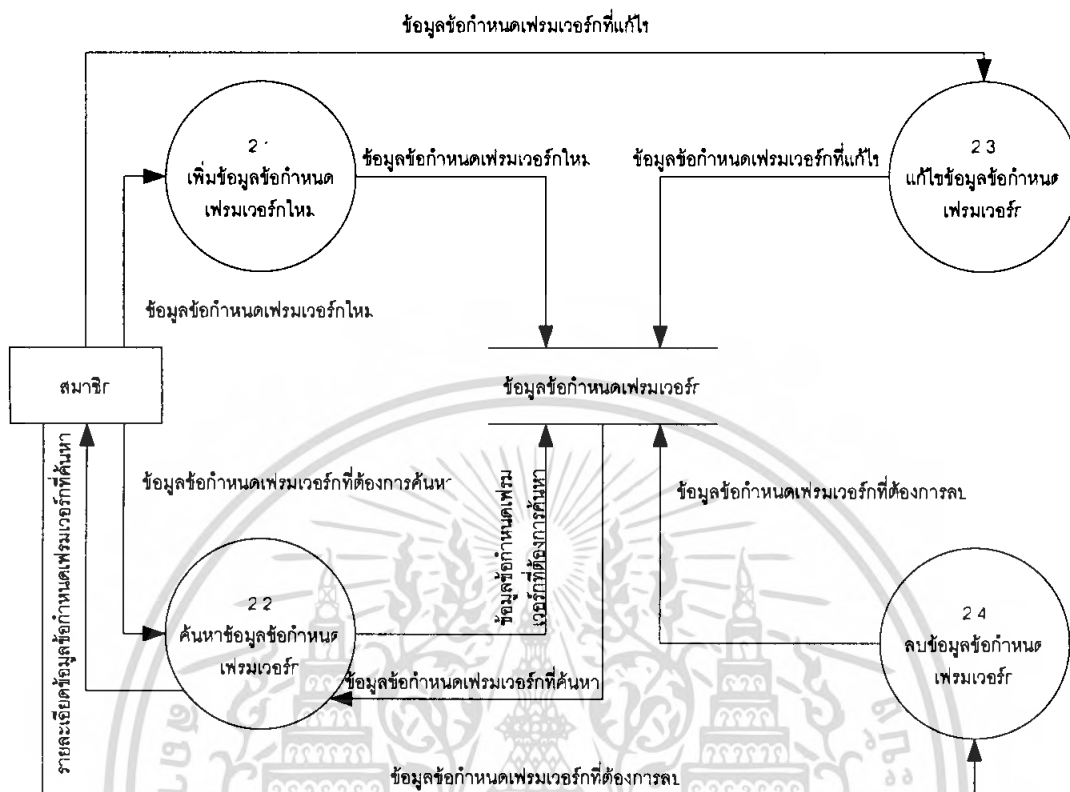 ข้อมูลข้อกำหนดเฟรมเวอร์กที่แก้ไข
2.1
เพิ่มข้อมูลข้อกำหนด
เฟรมเวอร์กใหม่
ข้อมูลข้อกำหนดเฟรมเวอร์กใหม่
ข้อมูลข้อกำหนดเฟรมเวอร์กที่แก้ไข
2.3
แก้ไขข้อมูลข้อกำหนด
เฟรมเวอร์ก
ข้อมูลข้อกำหนดเฟรมเวอร์กใหม่
สมาชิก
ข้อมูลข้อกำหนดเฟรมเวอร์ก
รายละเอียดข้อมูลข้อกำหนดเฟรมเวอร์กที่ค้นหา
ข้อมูลข้อกำหนดเฟรมเวอร์กที่ต้องการค้นหา
ข้อมูลข้อกำหนดเฟรม
เวอร์กที่ต้องการค้นหา
ข้อมูลข้อกำหนดเฟรมเวอร์กที่ต้องการลบ
2.2
ค้นหาข้อมูลข้อกำหนด
เฟรมเวอร์ก
2.4
ลบข้อมูลข้อกำหนด
เฟรมเวอร์ก
ข้อมูลข้อกำหนดเฟรมเวอร์กที่ค้นหา
ข้อมูลข้อกำหนดเฟรมเวอร์กที่ต้องการลบ